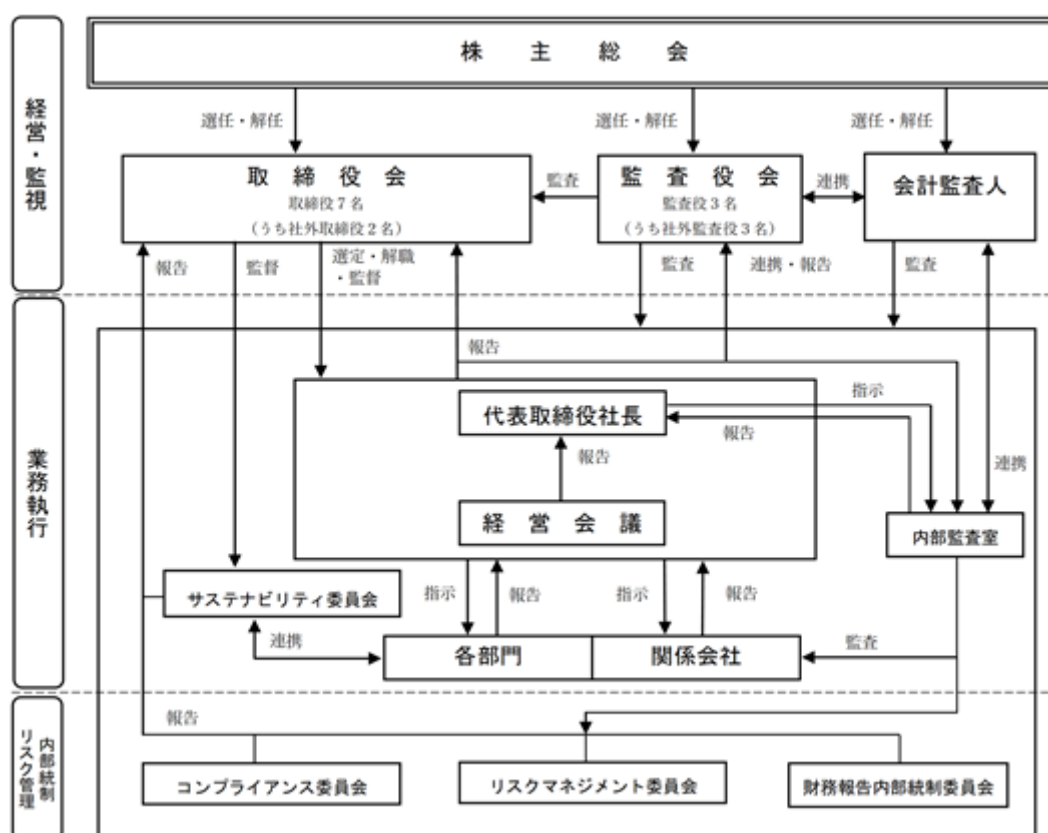 株主総会
経営・監視
選任・解任
選任・解任
選任・解任
取締役会
取締役7名
(うち社外取締役2名)
監査
監査役会
監査役3名
(うち社外監査役3名)
連携
会計監査人
報告
監督
選定・解職
・監督
監査
連携・報告
監査
業務執行
報告
代表取締役社長
指示
報告
報告
連携
経営会議
内部監査室
サステナビリティ委員会
指示
報告
指示
報告
連携
各部門
関係会社
監査
内部統制
リスク管理
報告
コンプライアンス委員会
リスクマネジメント委員会
財務報告内部統制委員会